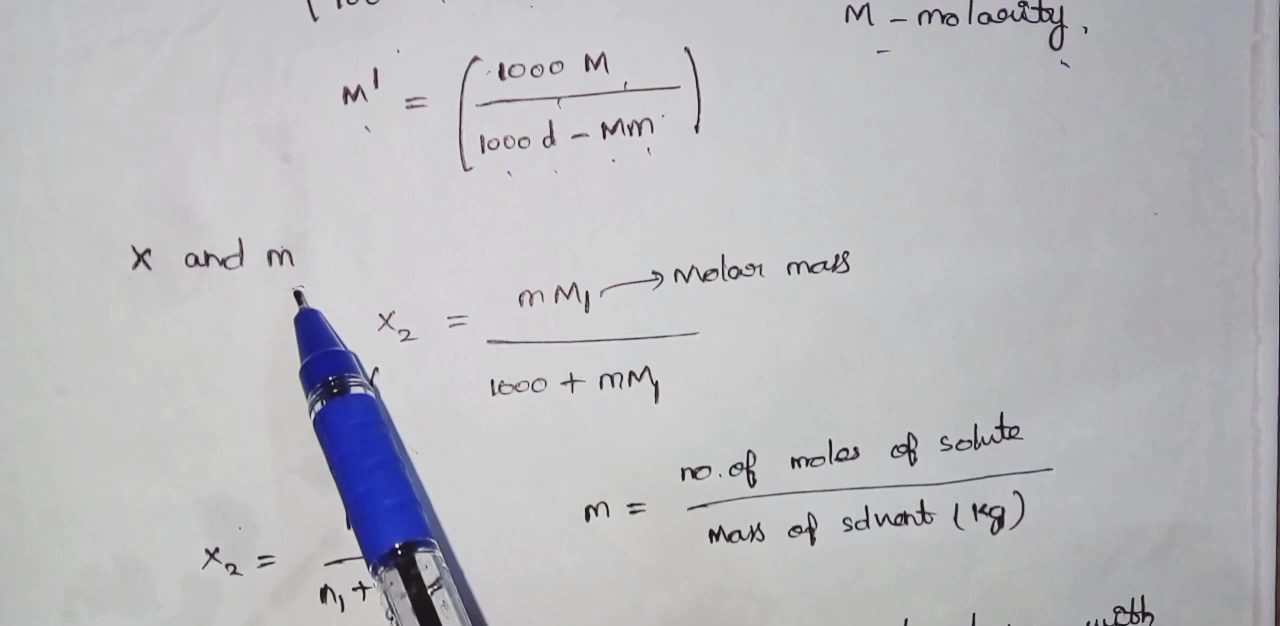 M - molarity.
M' = (1000 M / 1000 d - Mm)
x and m
x₂ = mM₁ / 1000 + mM₁ → Molar mass
m = no. of moles of solute / Mass of solvent (Kg)
x₂ = / n₁ +
with